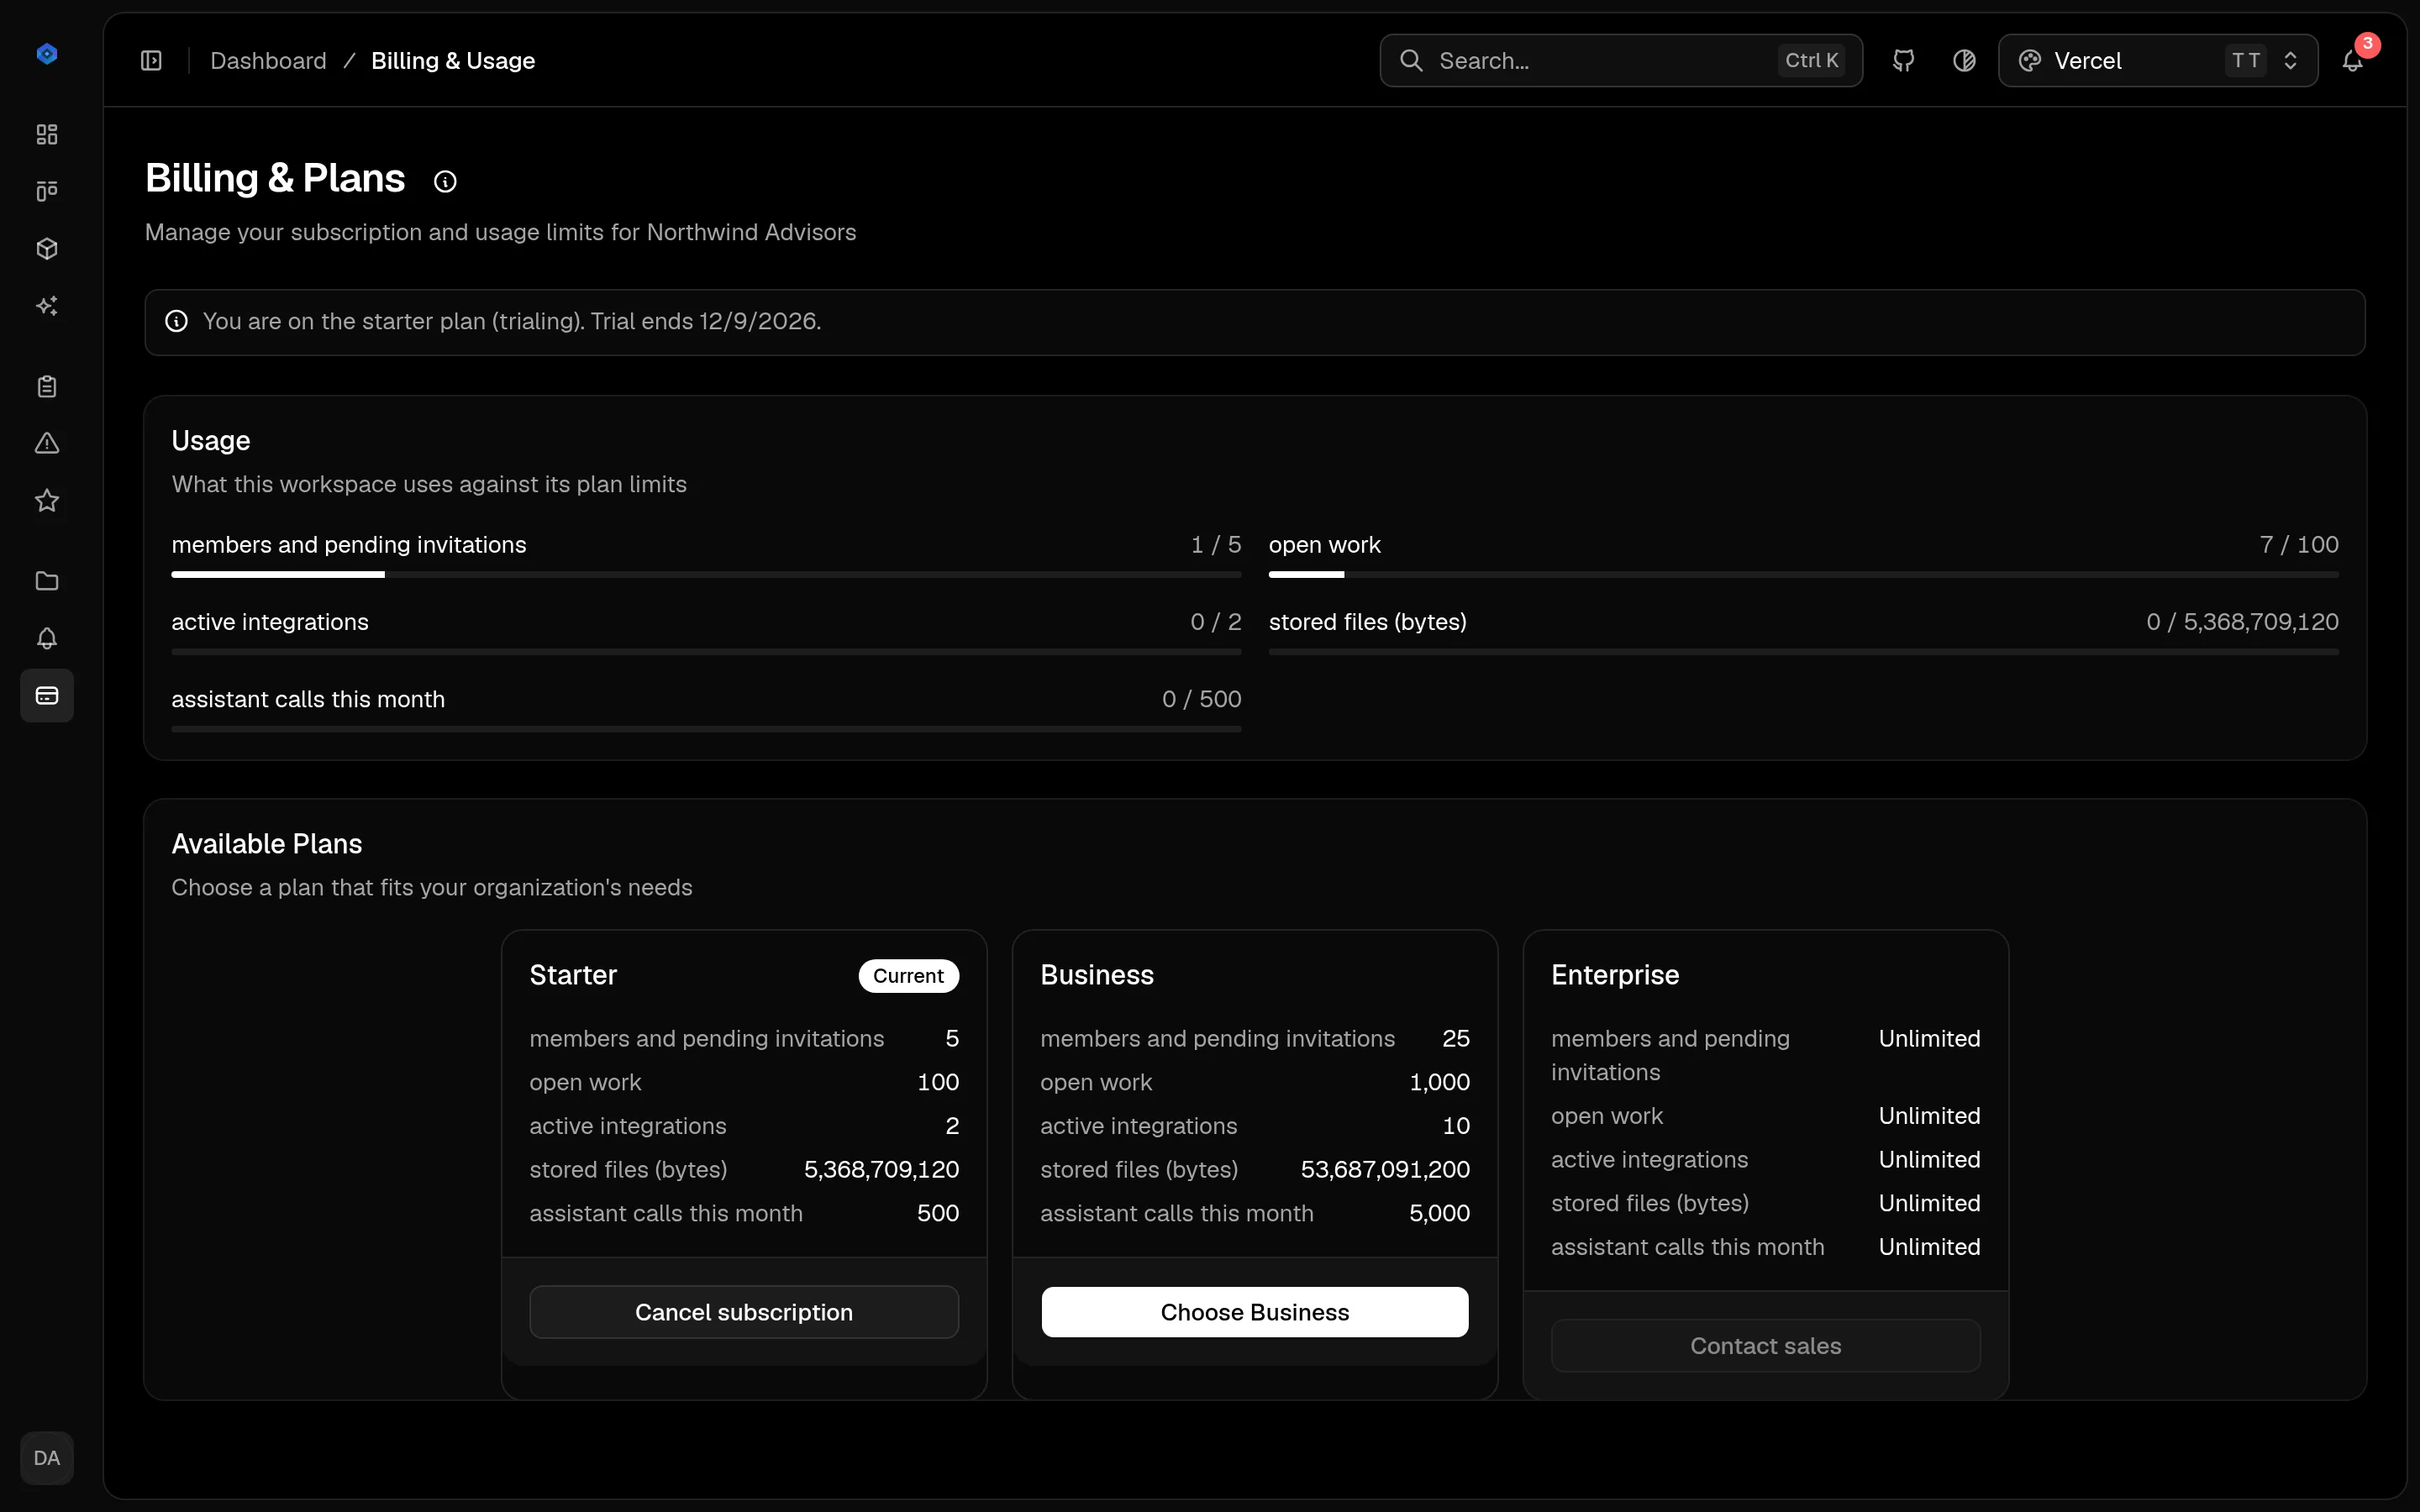 Dashboard / Billing & Usage
Search...
Ctrl K
Vercel
T T
3
Billing & Plans
Manage your subscription and usage limits for Northwind Advisors
You are on the starter plan (trialing). Trial ends 12/9/2026.
Usage
What this workspace uses against its plan limits
members and pending invitations 1 / 5
open work 7 / 100
active integrations 0 / 2
stored files (bytes) 0 / 5,368,709,120
assistant calls this month 0 / 500
Available Plans
Choose a plan that fits your organization's needs
Starter Current
members and pending invitations 5
open work 100
active integrations 2
stored files (bytes) 5,368,709,120
assistant calls this month 500
Cancel subscription
Business
members and pending invitations 25
open work 1,000
active integrations 10
stored files (bytes) 53,687,091,200
assistant calls this month 5,000
Choose Business
Enterprise
members and pending Unlimited
invitations
open work Unlimited
active integrations Unlimited
stored files (bytes) Unlimited
assistant calls this month Unlimited
Contact sales
DA